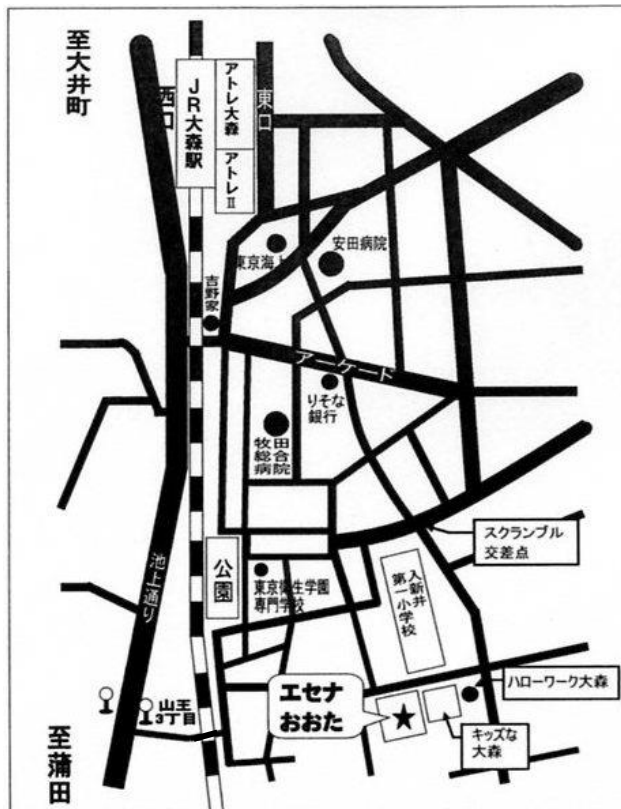 至大井町
西口
JR大森駅
アトレ大森
アトレⅡ
東口
東京海上
安田病院
吉野家
アーケード
りそな
銀行
牧田
総合
病院
スクランブル
交差点
池上通り
公園
東京衛生学園
専門学校
入新井
第一小学校
エセナ
おおた
ハローワーク大森
キッズな
大森
山王
3丁目
至蒲田